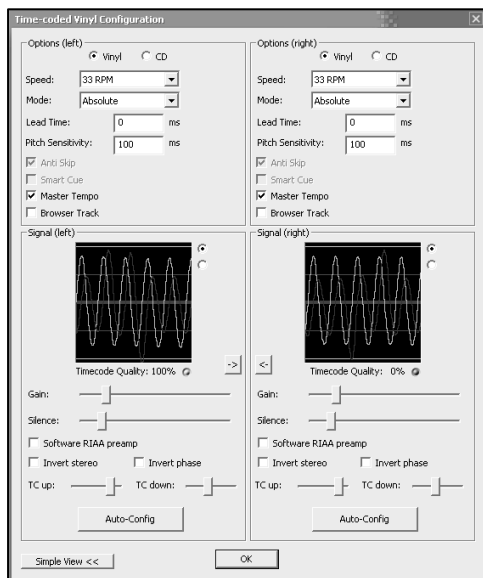 Time-coded Vinyl Configuration
Options (left)
Vinyl CD
Speed: 33 RPM
Mode: Absolute
Lead Time: 0 ms
Pitch Sensitivity: 100 ms
Anti Skip
Smart Cue
Master Tempo
Browser Track
Signal (left)
Timecode Quality: 100%
->
Gain:
Silence:
Software RIAA preamp
Invert stereo Invert phase
TC up: TC down:
Auto-Config
Options (right)
Vinyl CD
Speed: 33 RPM
Mode: Absolute
Lead Time: 0 ms
Pitch Sensitivity: 100 ms
Anti Skip
Smart Cue
Master Tempo
Browser Track
Signal (right)
<-
Timecode Quality: 0%
Gain:
Silence:
Software RIAA preamp
Invert stereo Invert phase
TC up: TC down:
Auto-Config
Simple View <<
OK